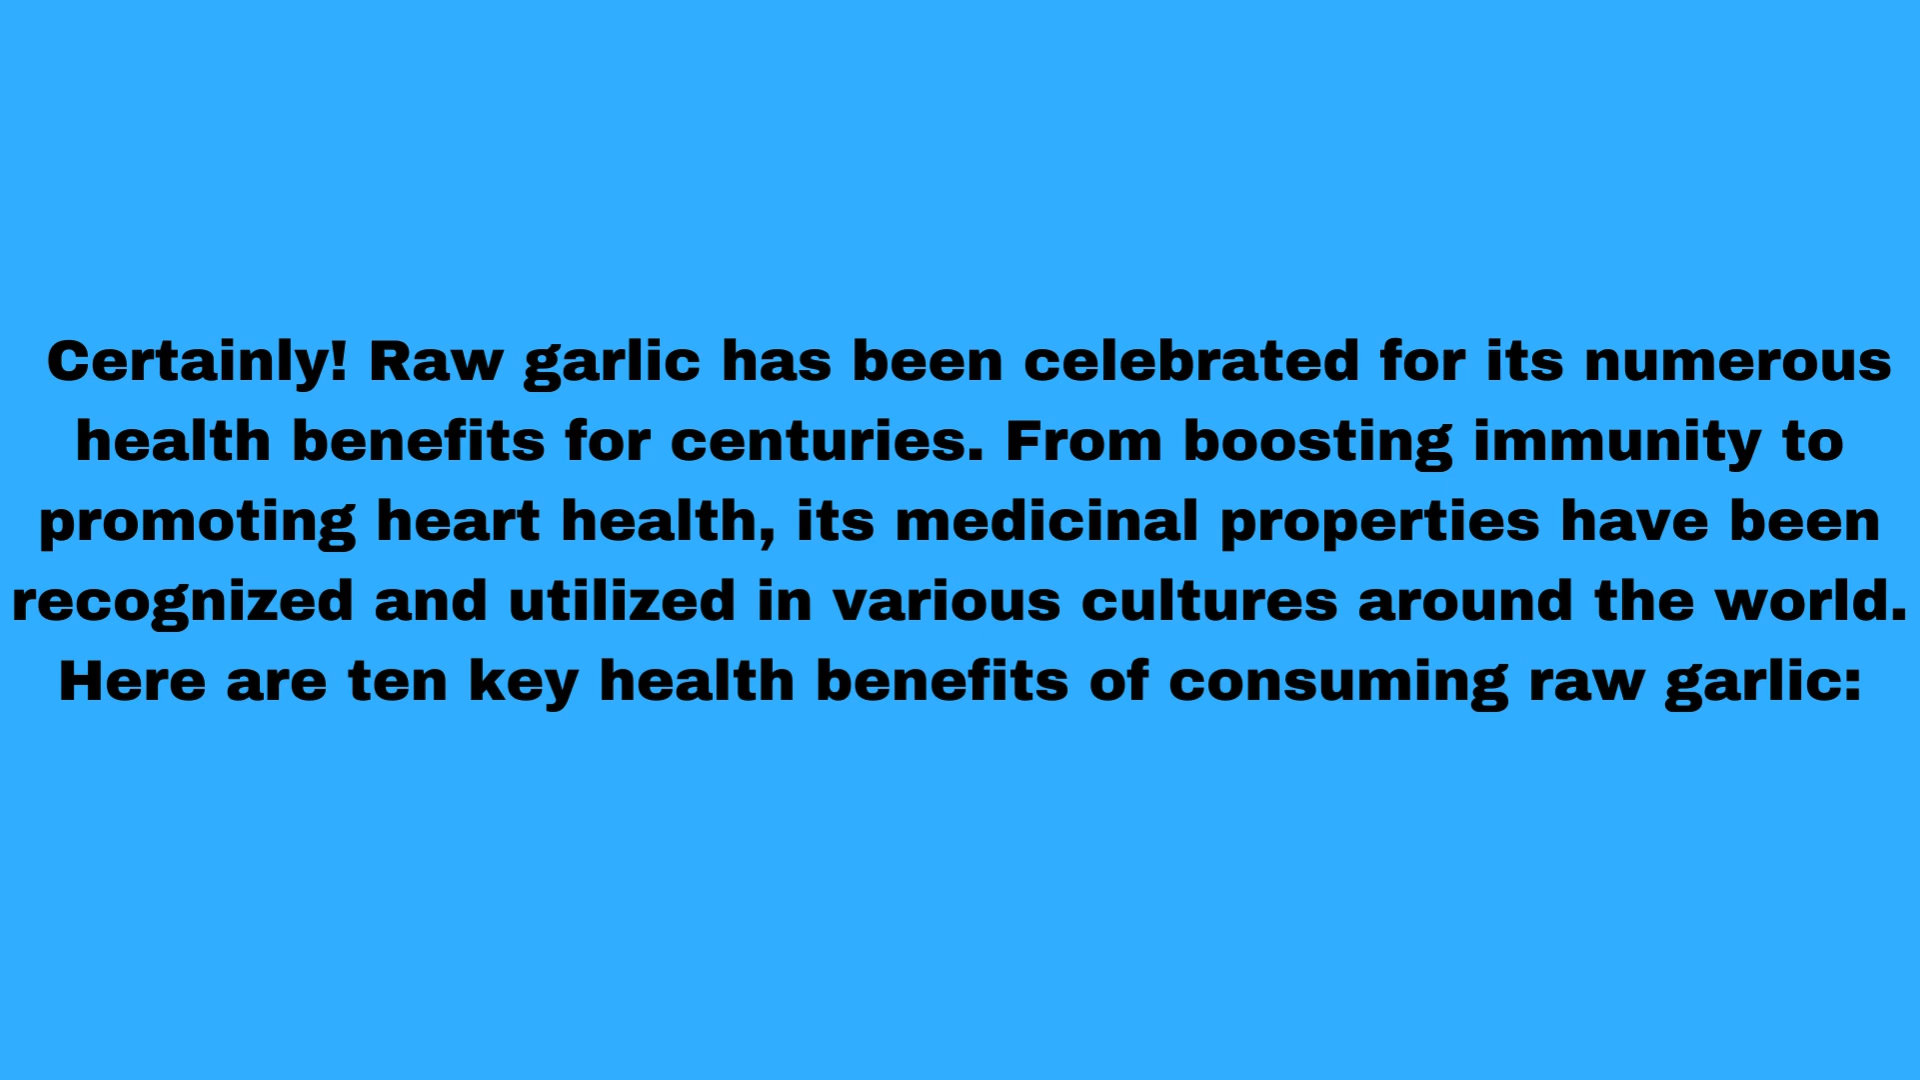 Certainly! Raw garlic has been celebrated for its numerous
health benefits for centuries. From boosting immunity to
promoting heart health, its medicinal properties have been
recognized and utilized in various cultures around the world.
Here are ten key health benefits of consuming raw garlic: